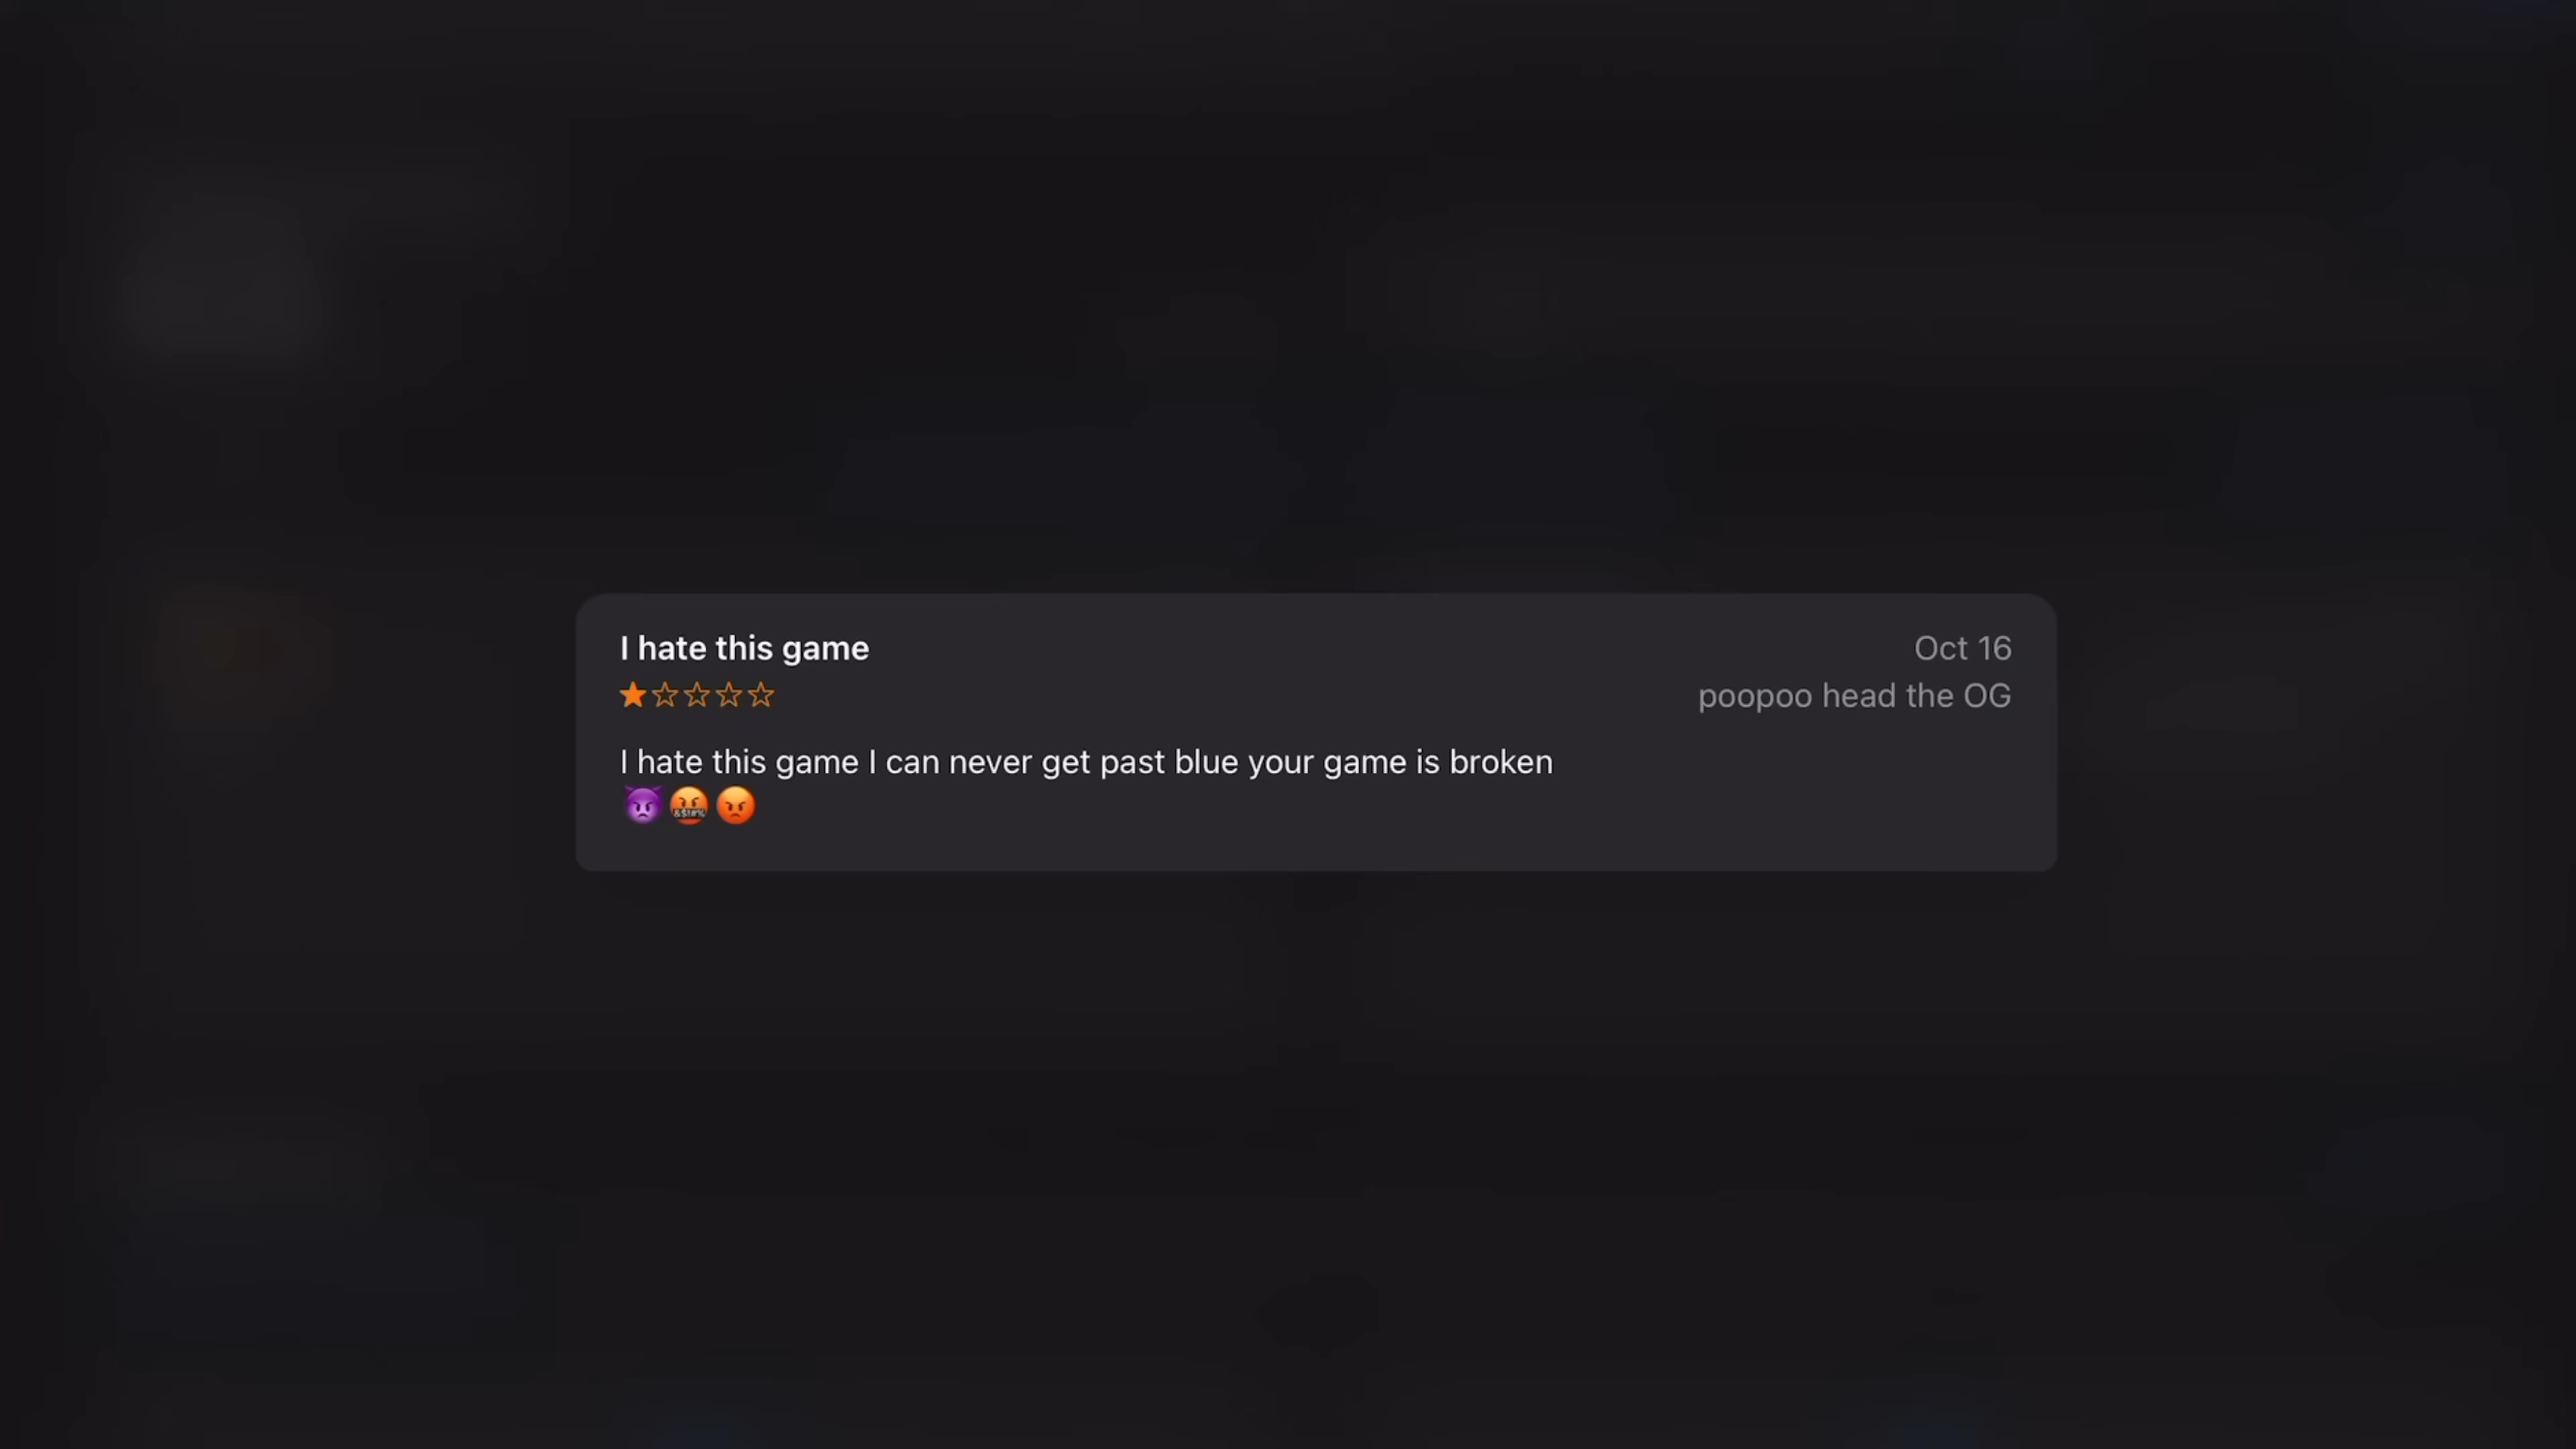 I hate this game
Oct 16
★☆☆☆☆
poopoo head the OG
I hate this game I can never get past blue your game is broken
👿🤬😡